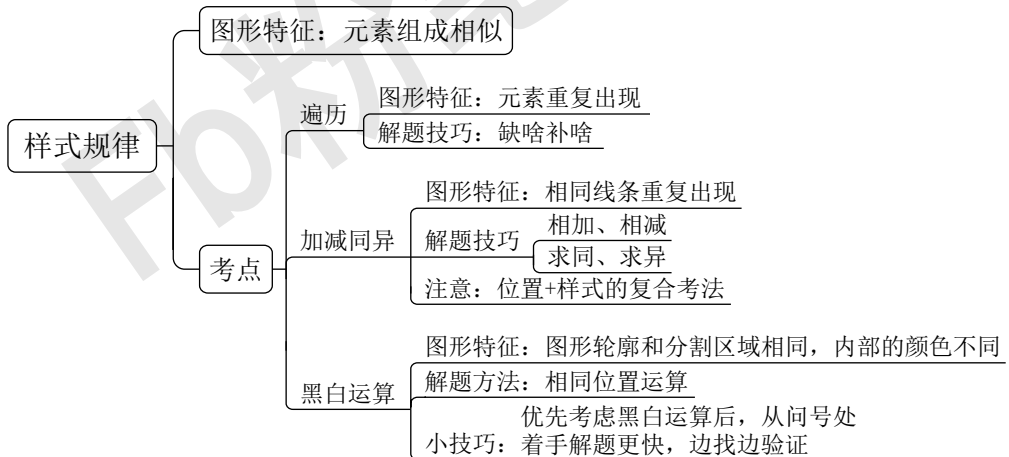 图形特征：元素组成相似
样式规律
遍历
图形特征：元素重复出现
解题技巧：缺啥补啥
考点
加减同异
图形特征：相同线条重复出现
解题技巧
相加、相减
求同、求异
注意：位置+样式的复合考法
黑白运算
图形特征：图形轮廓和分割区域相同，内部的颜色不同
解题方法：相同位置运算
小技巧：
优先考虑黑白运算后，从问号处
着手解题更快，边找边验证
Fb粉